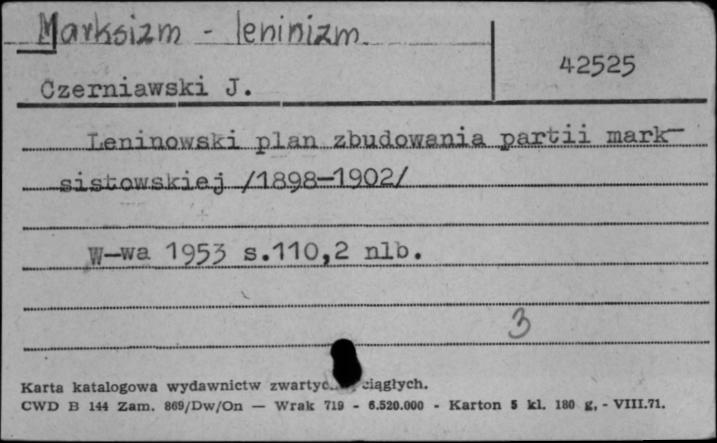 Marksizm - leninizm.
42525
Czerniawski J.
Leninowski plan zbudowania partii mark-
sistowskiej /1898-1902/
W-wa 1953 s.110,2 nlb.
3
Karta katalogowa wydawnictw ciągłych.
CWD B 144 Zam. 869/Dw/On — Wrak 719 - 6.520.000 - Karton 5 kl. 180 g, - VIII.71.